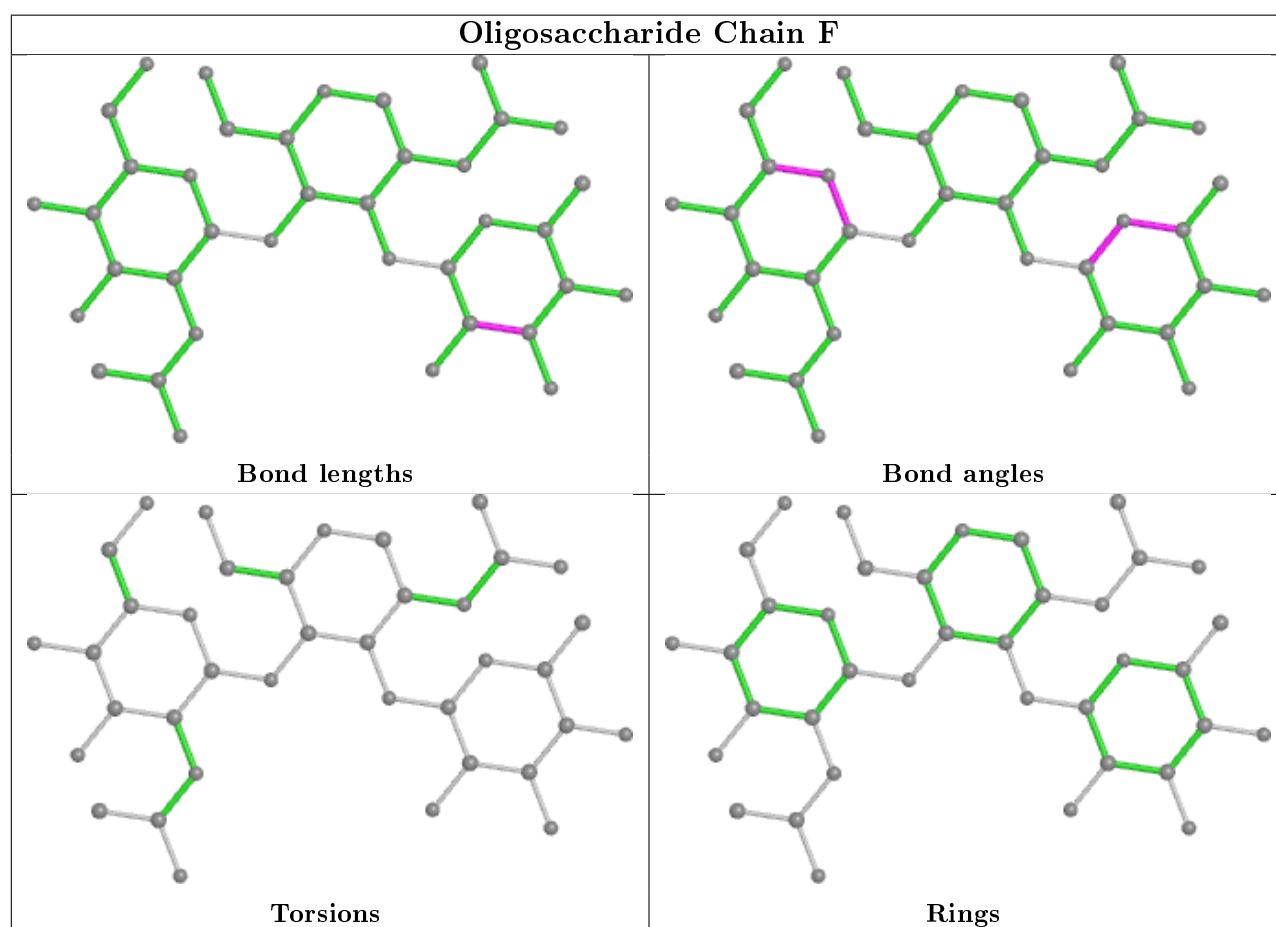 Oligosaccharide Chain F
Bond lengths
Bond angles
Torsions
Rings